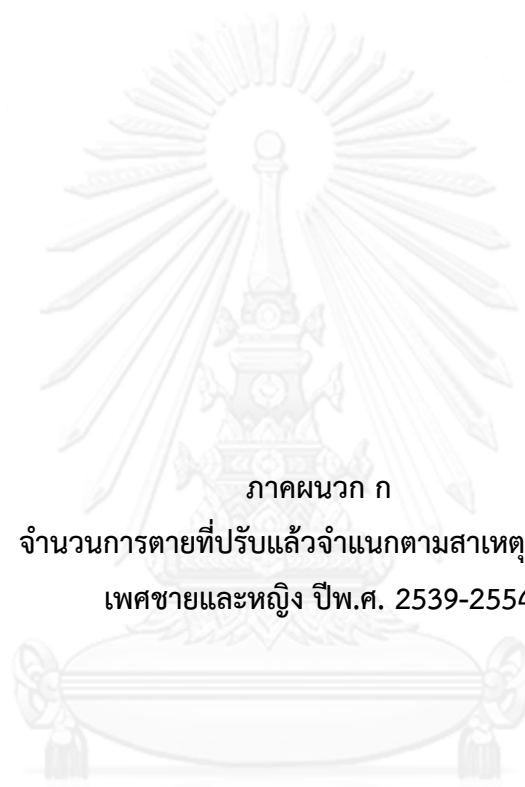 ภาคผนวก ก
จำนวนการตายที่ปรับแล้วจำแนกตามสาเหตุ
เพศชายและหญิง ปีพ.ศ. 2539-2554